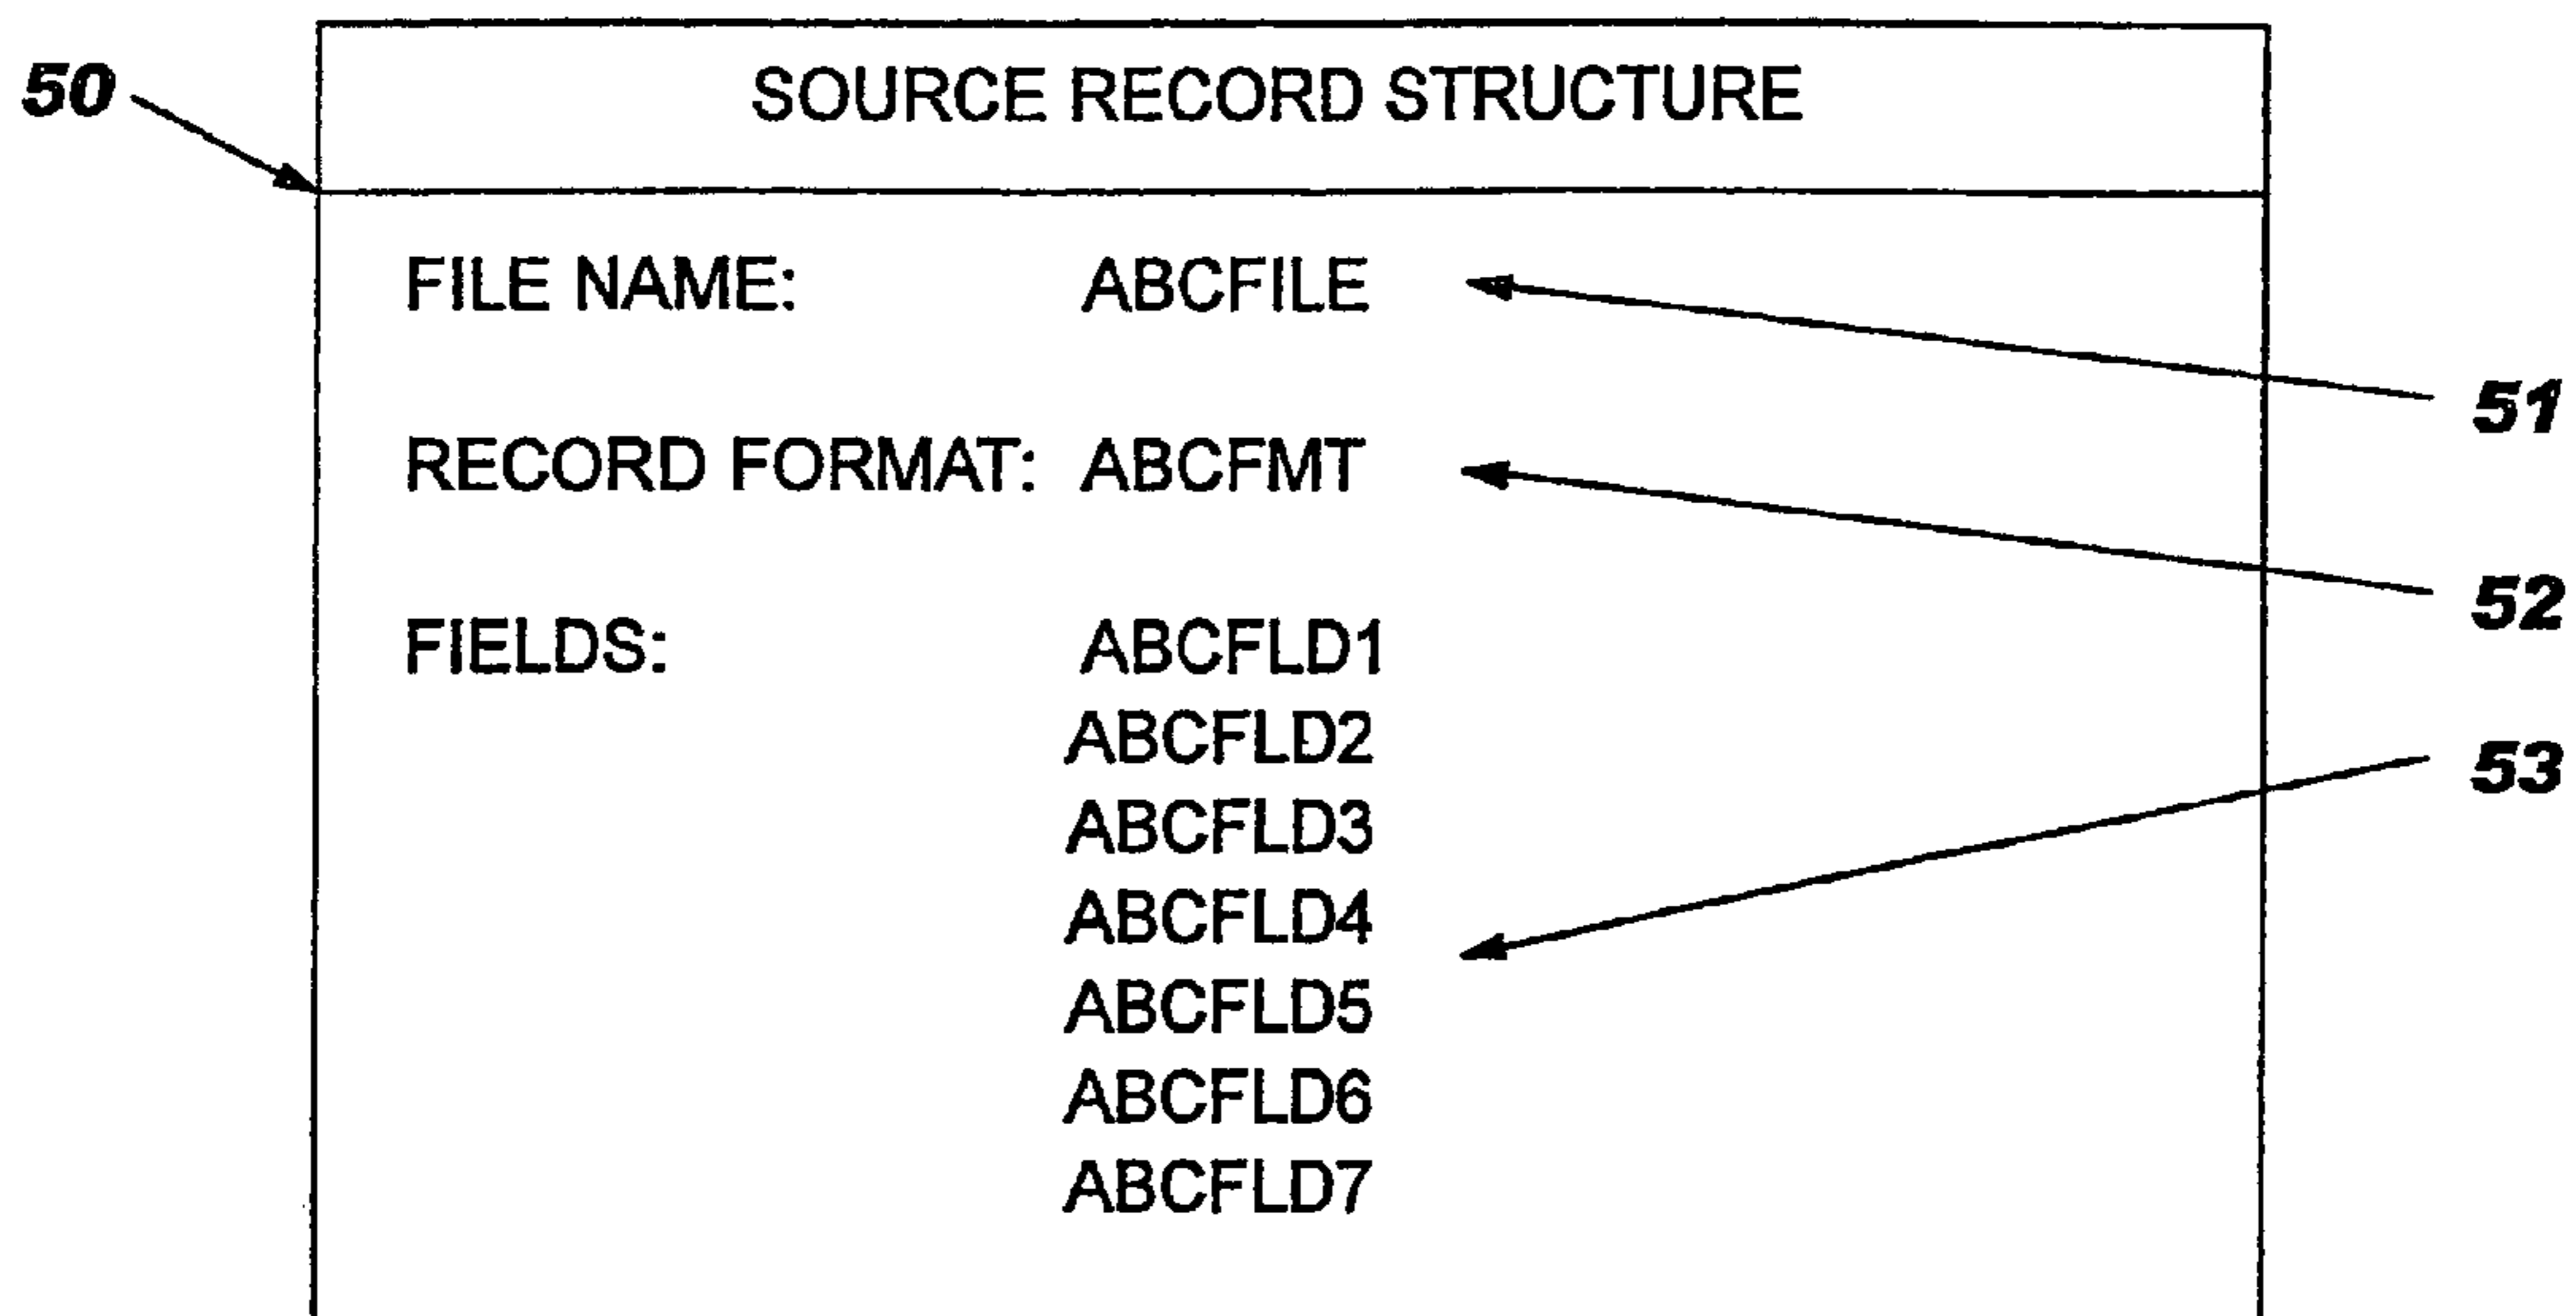 50
SOURCE RECORD STRUCTURE
FILE NAME: ABCFILE
51
RECORD FORMAT: ABCFMT
52
FIELDS: ABCFLD1
ABCFLD2
53
ABCFLD3
ABCFLD4
ABCFLD5
ABCFLD6
ABCFLD7